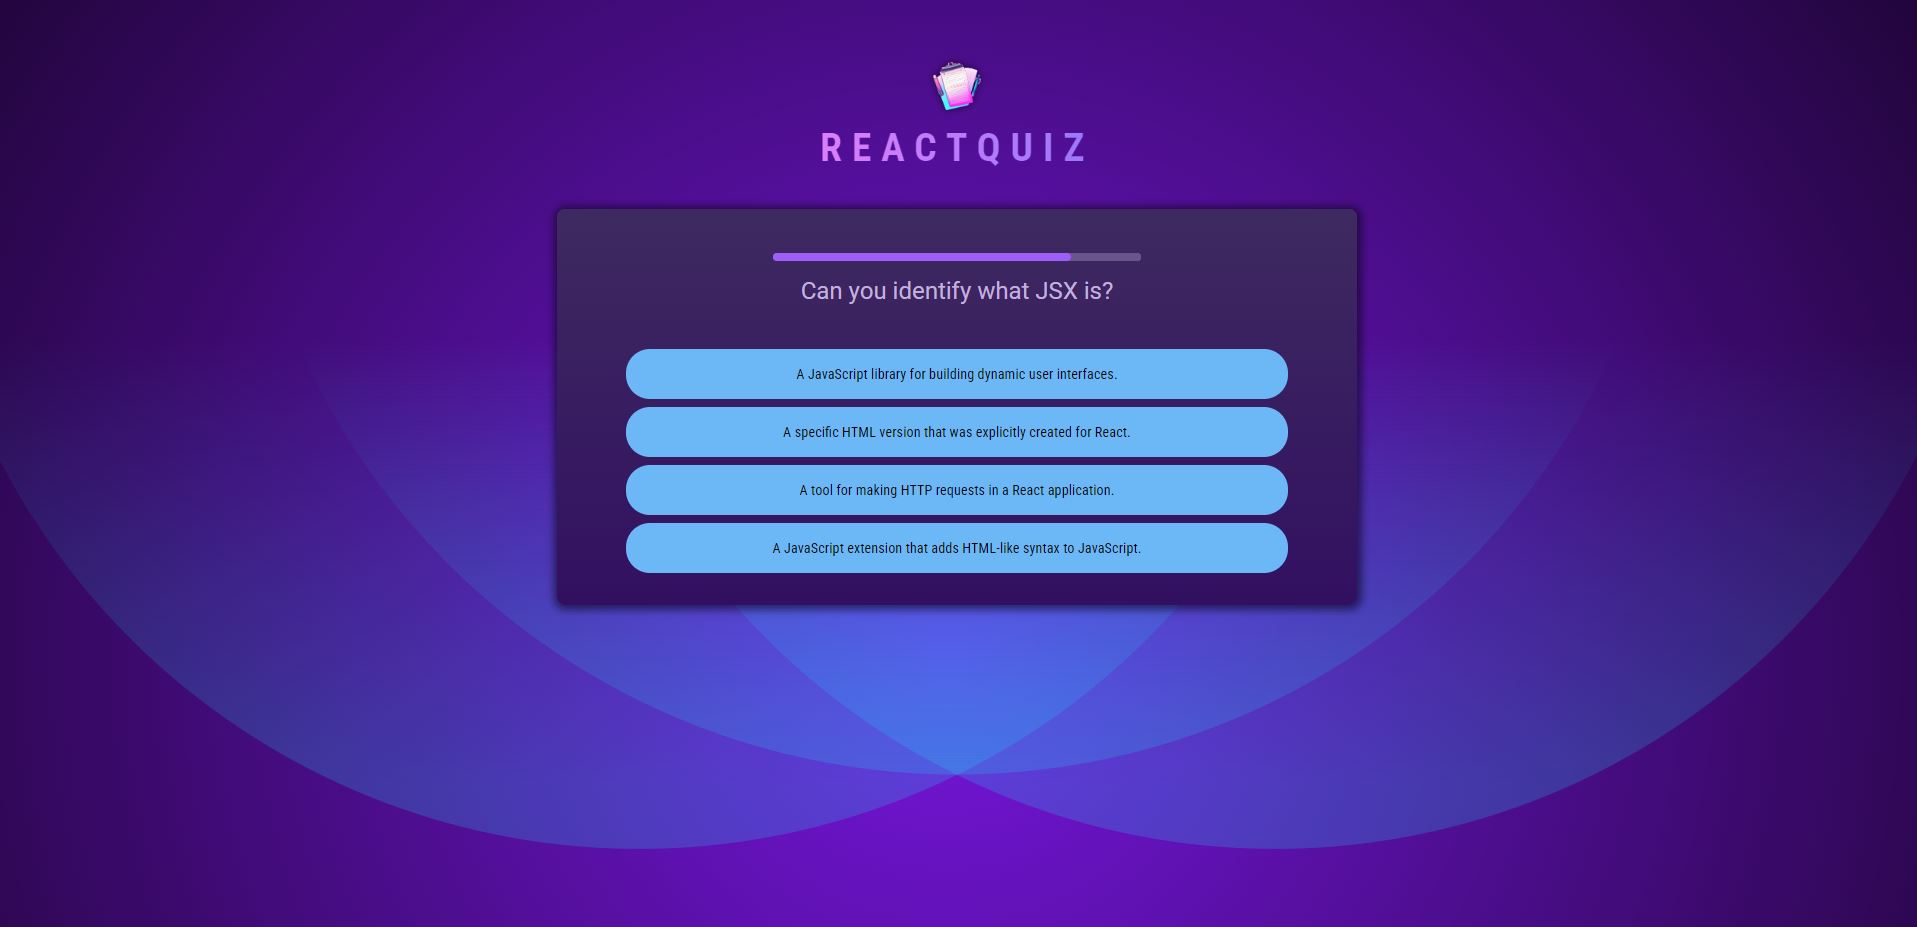 REACTQUIZ
Can you identify what JSX is?
A JavaScript library for building dynamic user interfaces.
A specific HTML version that was explicitly created for React.
A tool for making HTTP requests in a React application.
A JavaScript extension that adds HTML-like syntax to JavaScript.